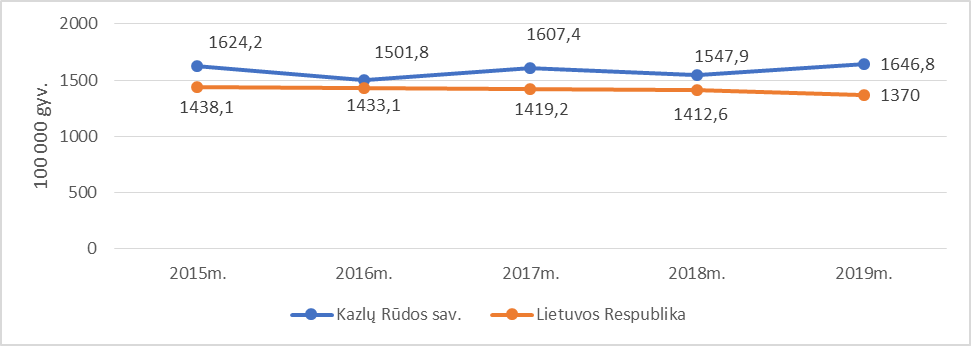 2000
1500
1000
500
0
100 000 gyv.
1624,2
1501,8
1607,4
1547,9
1646,8
1438,1
1433,1
1419,2
1412,6
1370
2015m.
2016m.
2017m.
2018m.
2019m.
Kazlų Rūdos sav.
Lietuvos Respublika